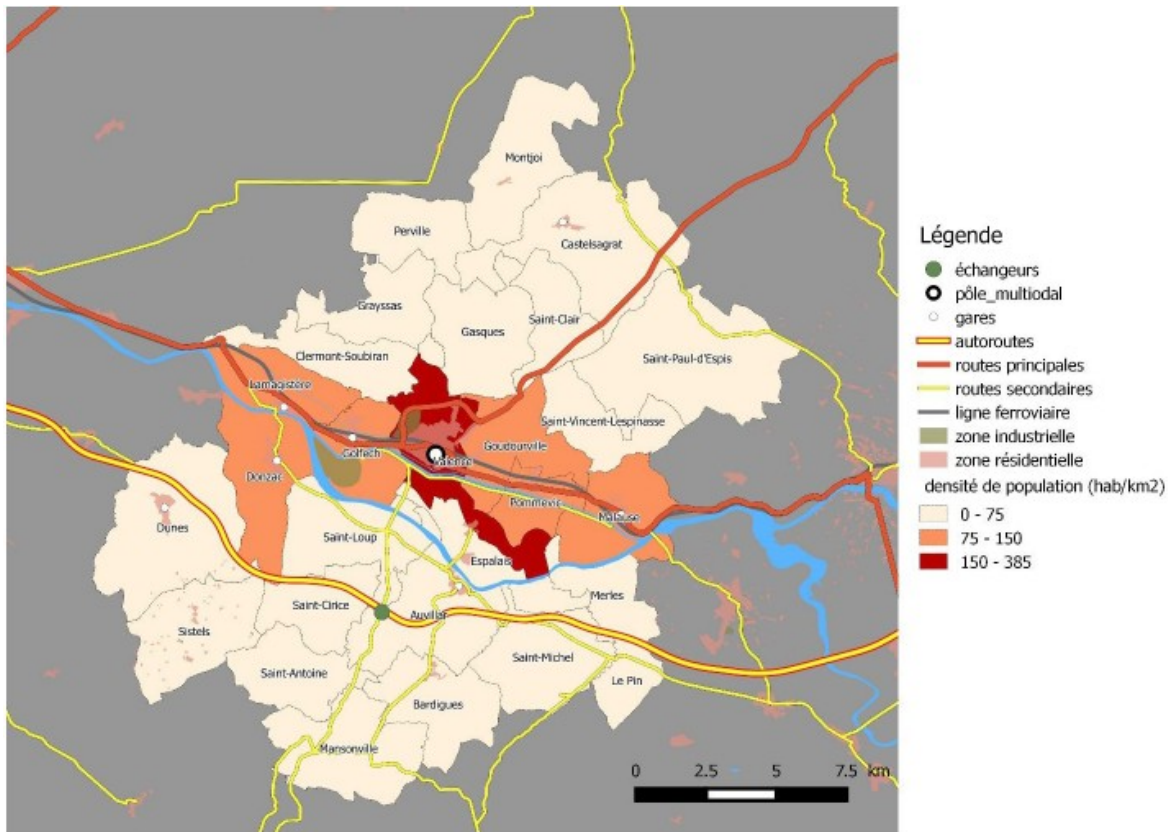 Montjoi
Perville
Castelsagrat
Grayssas
Saint-Clair
Gasques
Clermont-Soubiran
Saint-Paul-d'Espis
Lamagistère
Saint-Vincent-Lespinasse
Goudourville
Golfech
Valence
Donzac
Pommevic
Malause
Dunes
Saint-Loup
Espalais
Merles
Saint-Cirice
Auvillar
Sistels
Saint-Michel
Saint-Antoine
Le Pin
Bardigues
Mansonville
0 2.5 5 7.5 km
Légende
échangeurs
pôle_multiodal
gares
autoroutes
routes principales
routes secondaires
ligne ferroviaire
zone industrielle
zone résidentielle
densité de population (hab/km2)
0 - 75
75 - 150
150 - 385